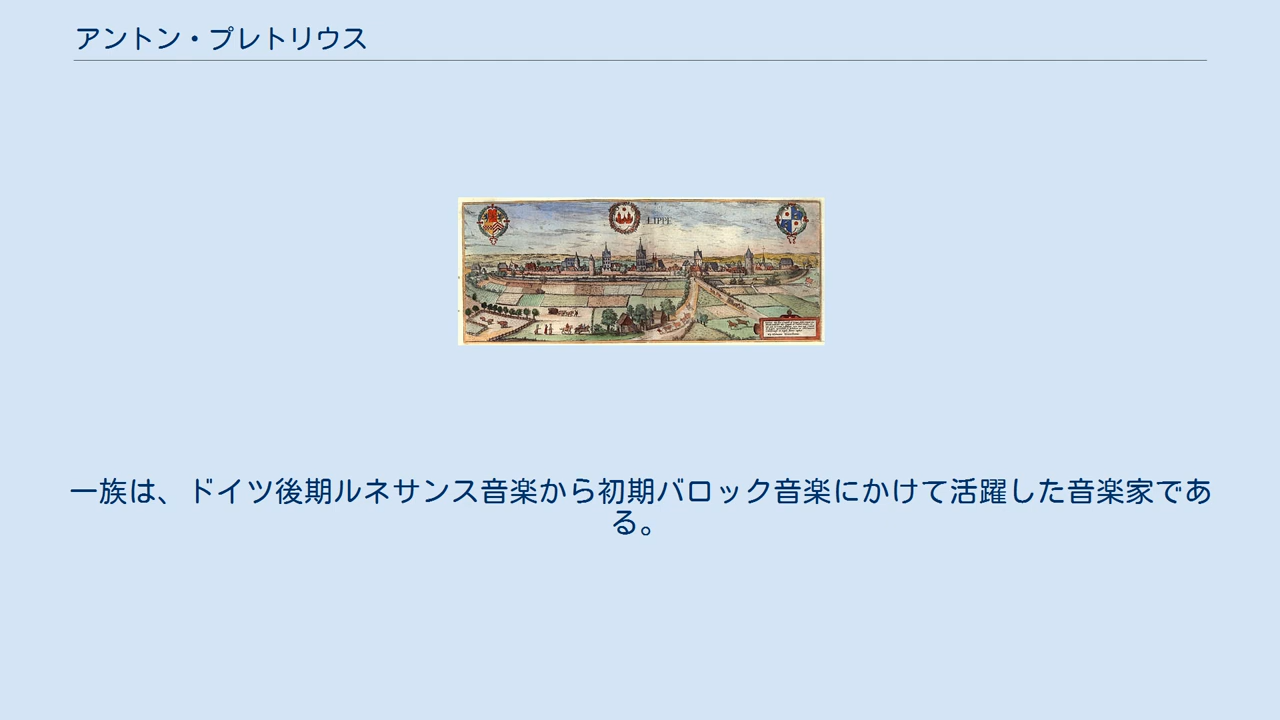 アントン・プレトリウス
LIPPE
一族は、ドイツ後期ルネサンス音楽から初期バロック音楽にかけて活躍した音楽家であ
る。